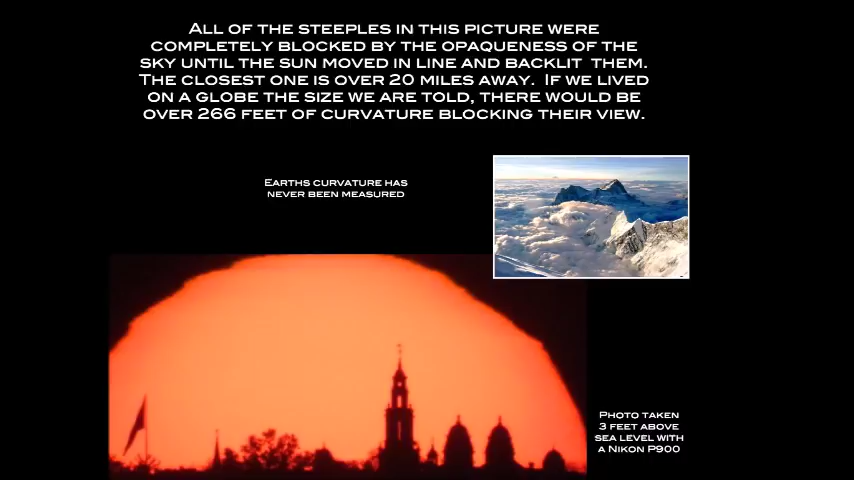 ALL OF THE STEEPLES IN THIS PICTURE WERE
COMPLETELY BLOCKED BY THE OPAQUENESS OF THE
SKY UNTIL THE SUN MOVED IN LINE AND BACKLIT THEM.
THE CLOSEST ONE IS OVER 20 MILES AWAY. IF WE LIVED
ON A GLOBE THE SIZE WE ARE TOLD, THERE WOULD BE
OVER 266 FEET OF CURVATURE BLOCKING THEIR VIEW.
EARTHS CURVATURE HAS
NEVER BEEN MEASURED
PHOTO TAKEN
3 FEET ABOVE
SEA LEVEL WITH
A NIKON P900